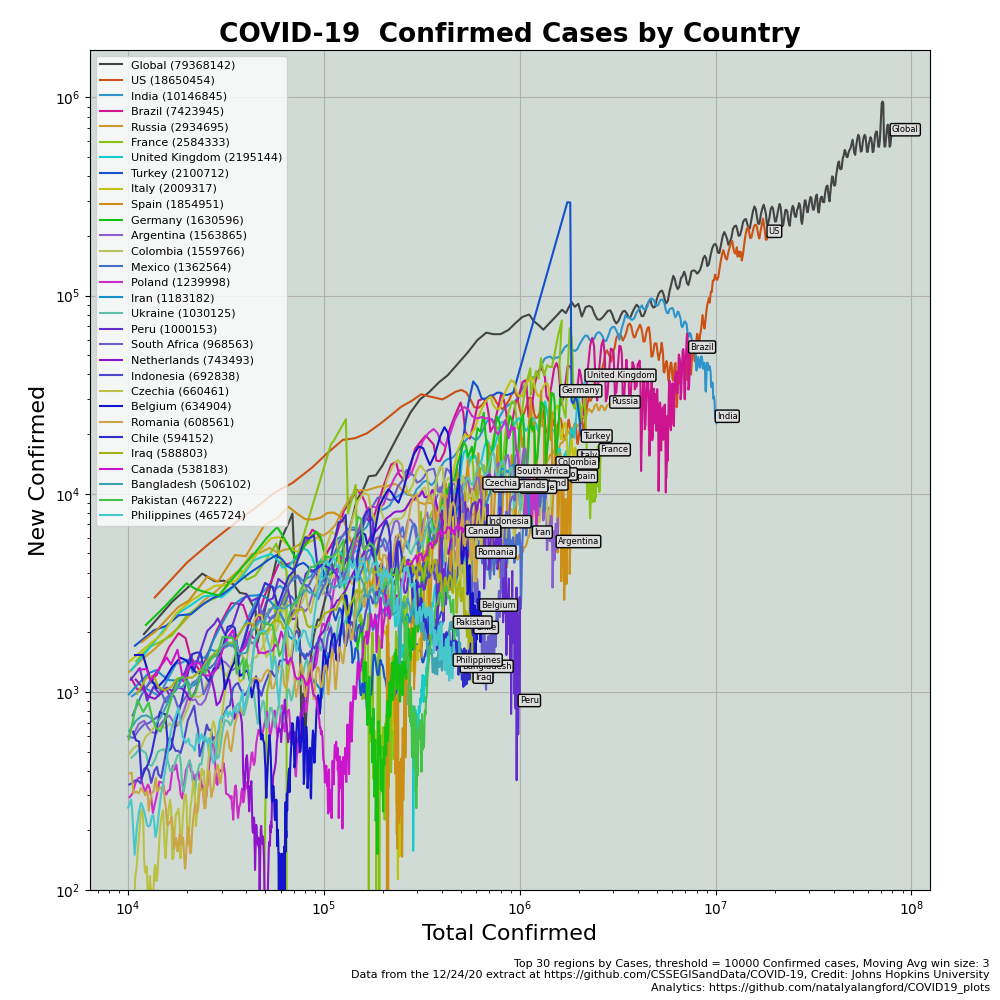 COVID-19  Confirmed Cases by Country
Global (79368142)
US (18650454)
India (10146845)
Brazil (7423945)
Russia (2934695)
France (2584333)
United Kingdom (2195144)
Turkey (2100712)
Italy (2009317)
Spain (1854951)
Germany (1630596)
Argentina (1563865)
Colombia (1559766)
Mexico (1362564)
Poland (1239998)
Iran (1183182)
Ukraine (1030125)
Peru (1000153)
South Africa (968563)
Netherlands (743493)
Indonesia (692838)
Czechia (660461)
Belgium (634904)
Romania (608561)
Chile (594152)
Iraq (588803)
Canada (538183)
Bangladesh (506102)
Pakistan (467222)
Philippines (465724)
Global
US
Brazil
United Kingdom
Germany
Russia
India
Turkey
France
Italy
Colombia
South Africa
Spain
Czechia
Indonesia
Canada
Iran
Argentina
Romania
Belgium
Pakistan
Philippines
Bangladesh
Iraq
Peru
New Confirmed
10⁶
10⁵
10⁴
10³
10²
10⁴ 10⁵ 10⁶ 10⁷ 10⁸
Total Confirmed
Top 30 regions by Cases, threshold = 10000 Confirmed cases, Moving Avg win size: 3
Data from the 12/24/20 extract at https://github.com/CSSEGISandData/COVID-19, Credit: Johns Hopkins University
Analytics: https://github.com/natalyalangford/COVID19_plots